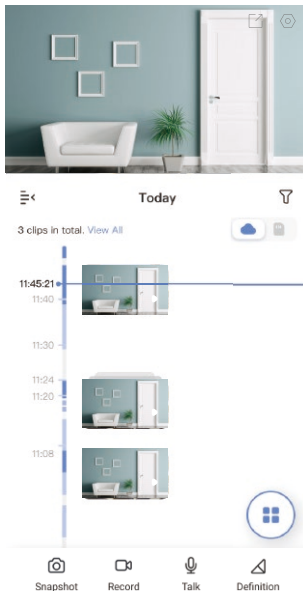 Today
3 clips in total. View All
11:45:21
11:40
11:30
11:24
11:20
11:08
Snapshot
Record
Talk
Definition